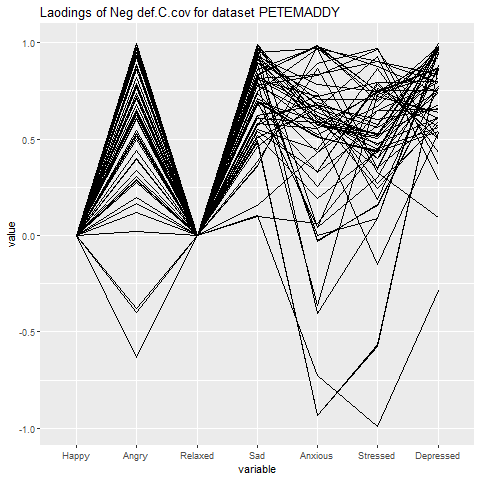 Laodings of Neg def.C.cov for dataset PETEMADDY
1.0
0.5
0.0
-0.5
-1.0
value
Happy Angry Relaxed Sad Anxious Stressed Depressed
variable